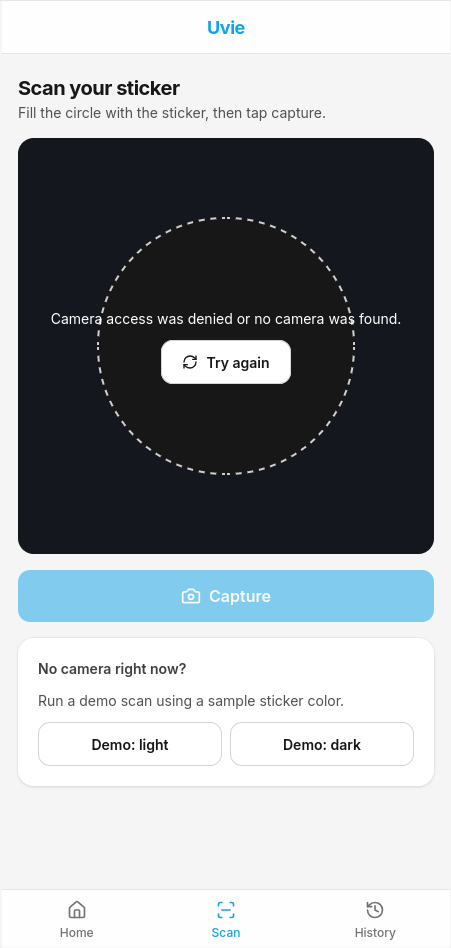 Uvie
Scan your sticker
Fill the circle with the sticker, then tap capture.
Camera access was denied or no camera was found.
Try again
Capture
No camera right now?
Run a demo scan using a sample sticker color.
Demo: light
Demo: dark
Home
Scan
History